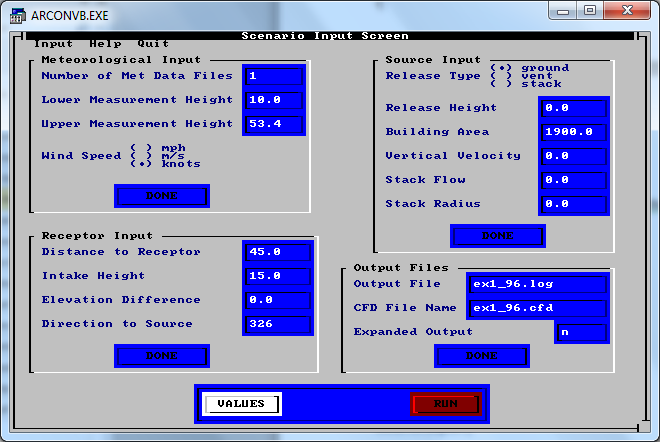 ARCONVB.EXE
Scenario Input Screen
Input Help Quit
Meteorological Input
Number of Met Data Files 1
Lower Measurement Height 10.0
Upper Measurement Height 53.4
Wind Speed ( ) mph
( ) m/s
(•) knots
DONE
Source Input
Release Type (•) ground
( ) vent
( ) stack
Release Height 0.0
Building Area 1900.0
Vertical Velocity 0.0
Stack Flow 0.0
Stack Radius 0.0
DONE
Receptor Input
Distance to Receptor 45.0
Intake Height 15.0
Elevation Difference 0.0
Direction to Source 326
DONE
Output Files
Output File ex1_96.log
CFD File Name ex1_96.cfd
Expanded Output n
DONE
VALUES RUN